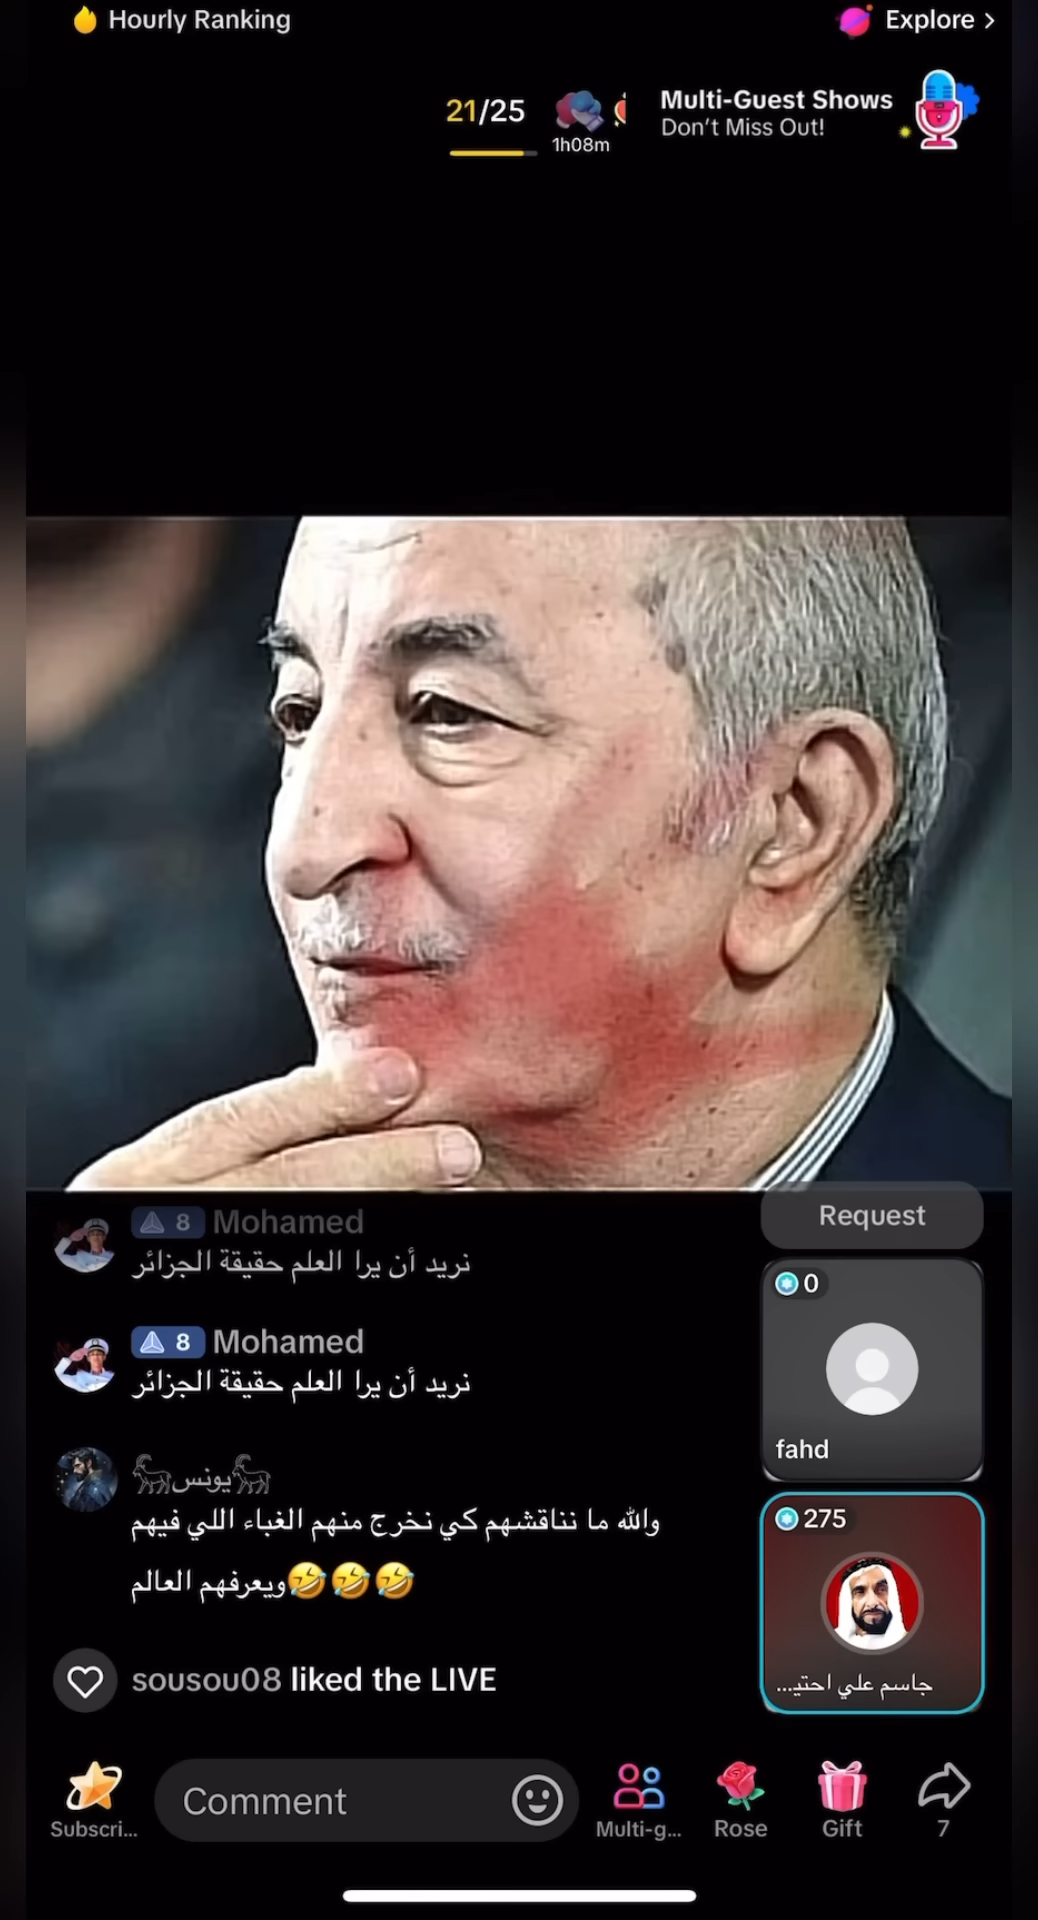 Hourly Ranking
Explore >
21/25
1h08m
Multi-Guest Shows
Don't Miss Out!
8 Mohamed
نريد أن يرا العلم حقيقة الجزائر
8 Mohamed
نريد أن يرا العلم حقيقة الجزائر
يونس
والله ما نناقشهم كي نخرج منهم الغباء اللي فيهم
ويعرفهم العالم🤣🤣🤣
sousou08 liked the LIVE
Request
0
fahd
275
جاسم علي احتيـ...
Subscri...
Comment
Multi-g...
Rose
Gift
7